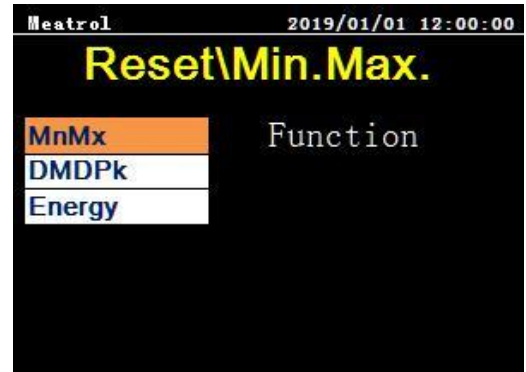 Meatrol 2019/01/01 12:00:00
Reset\Min.Max.
MnMx Function
DMDPk
Energy